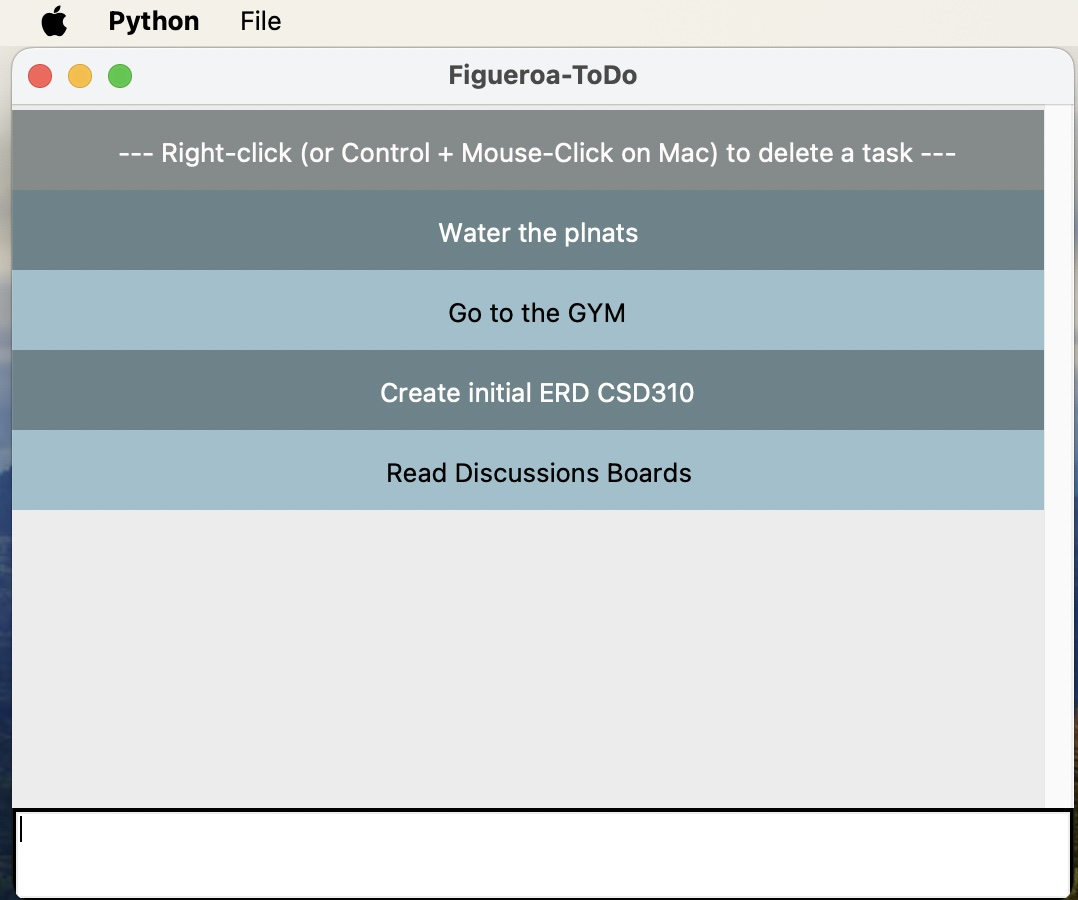 Python File
Figueroa-ToDo
--- Right-click (or Control + Mouse-Click on Mac) to delete a task ---
Water the plnats
Go to the GYM
Create initial ERD CSD310
Read Discussions Boards